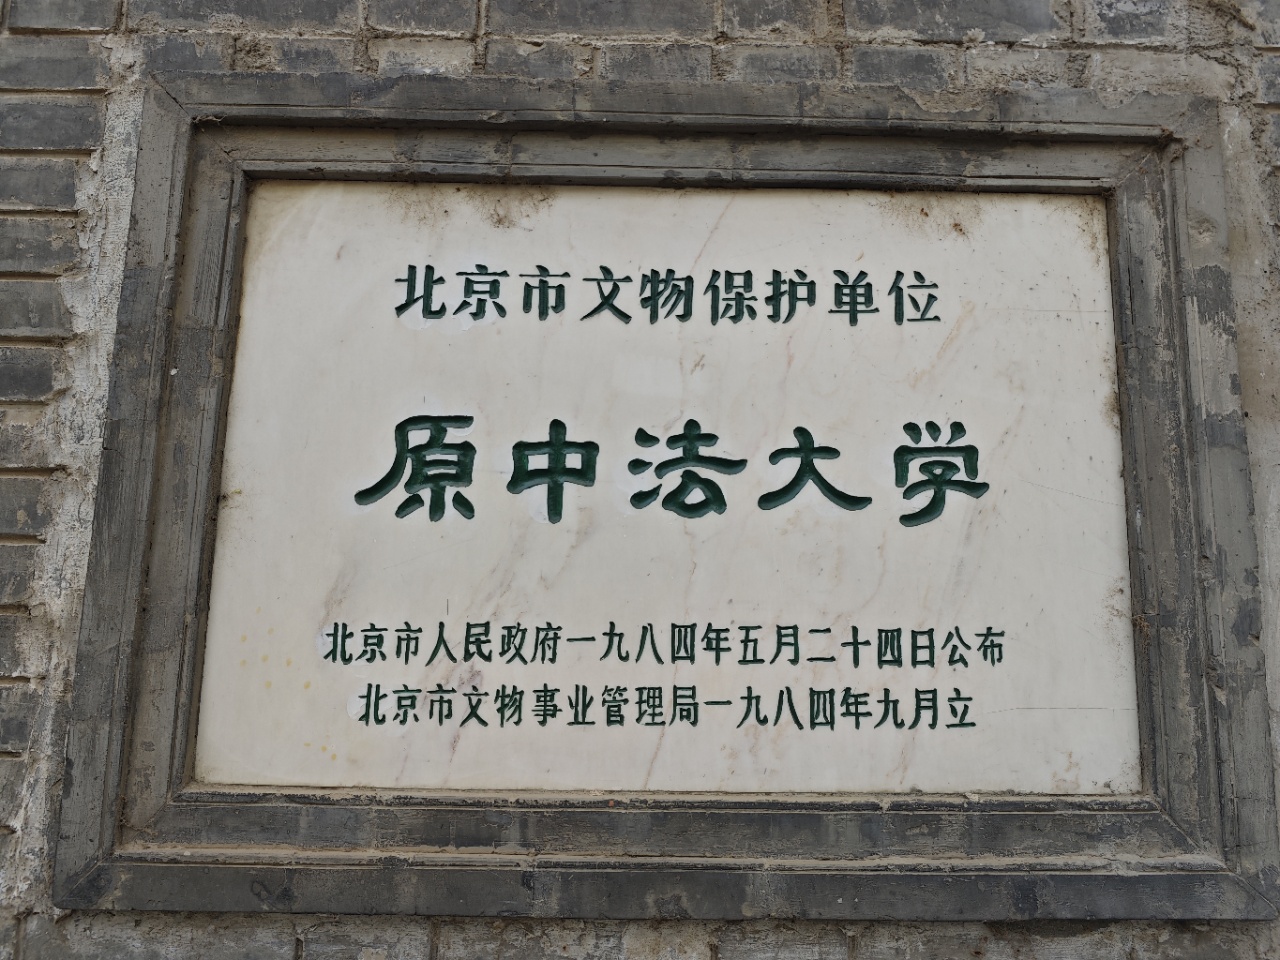 北京市文物保护单位
原中法大学
北京市人民政府一九八四年五月二十四日公布
北京市文物事业管理局一九八四年九月立